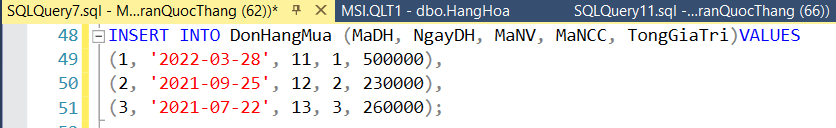 SQLQuery7.sql - M...ranQuocThang (62))* MSI.QLT1 - dbo.HangHoa SQLQuery11.sql -...ranQuocThang (66))
48 INSERT INTO DonHangMua (MaDH, NgayDH, MaNV, MaNCC, TongGiaTri)VALUES
49 (1, '2022-03-28', 11, 1, 500000),
50 (2, '2021-09-25', 12, 2, 230000),
51 (3, '2021-07-22', 13, 3, 260000);